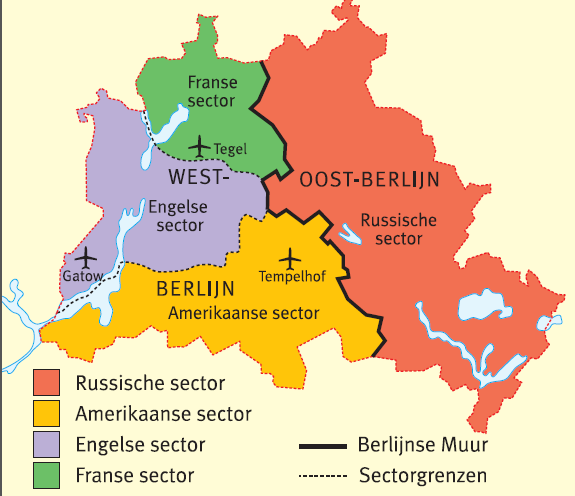 Franse
sector
Tegel
WEST-
OOST-BERLIJN
Engelse
sector
Russische
sector
Gatow
Tempelhof
BERLIJN
Amerikaanse sector
Russische sector
Amerikaanse sector
Engelse sector
Berlijnse Muur
Franse sector
Sectorgrenzen